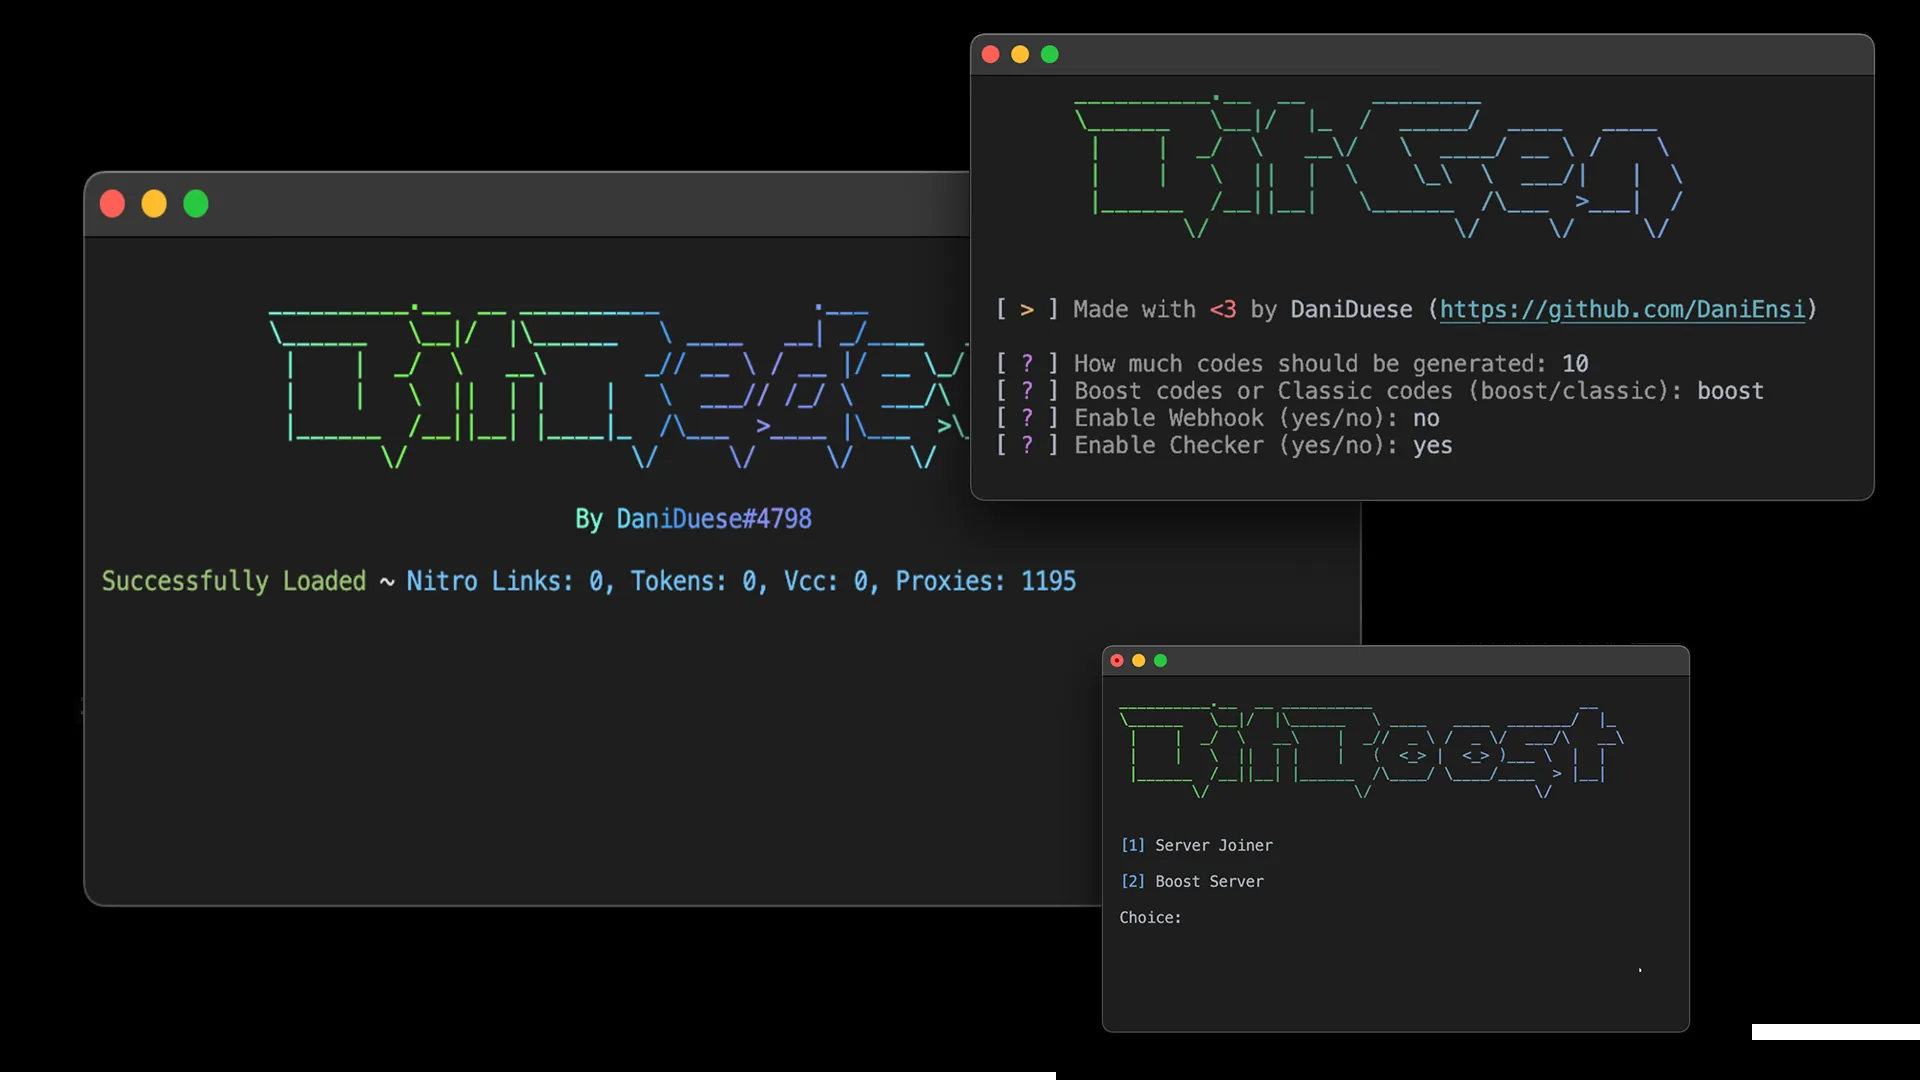 BitGen
[ > ] Made with <3 by DaniDuese (https://github.com/DaniEnsi)
[ ? ] How much codes should be generated: 10
[ ? ] Boost codes or Classic codes (boost/classic): boost
[ ? ] Enable Webhook (yes/no): no
[ ? ] Enable Checker (yes/no): yes
By DaniDuese#4798
Successfully Loaded ~ Nitro Links: 0, Tokens: 0, Vcc: 0, Proxies: 1195
BitBoost
[1] Server Joiner
[2] Boost Server
Choice: